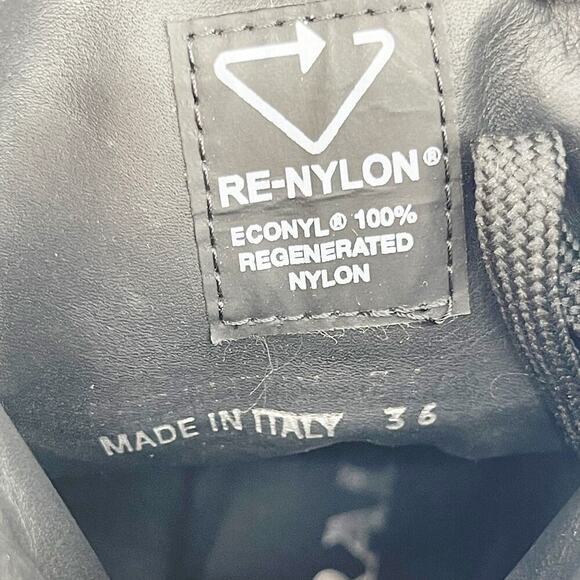 RE-NYLON®
ECONYL® 100%
REGENERATED
NYLON
MADE IN ITALY 36